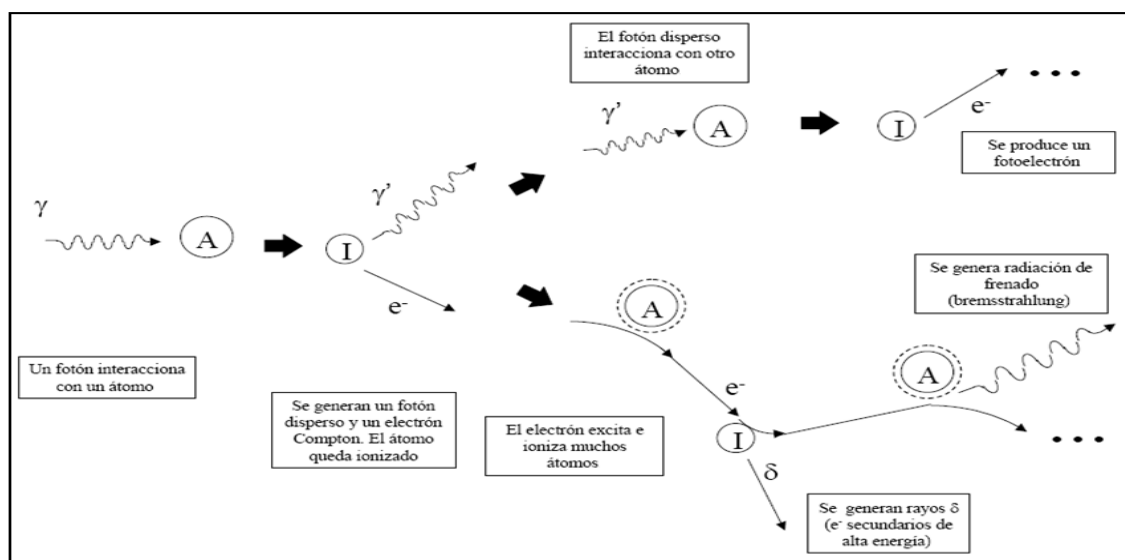 El fotón disperso
interacciona con otro
átomo
γ'
A
I
e-
• • •
Se produce un
fotoelectrón
γ
A
I
γ'
e-
Un fotón interacciona
con un átomo
Se generan un fotón
disperso y un electrón
Compton. El átomo
queda ionizado
A
El electrón excita e
ioniza muchos
átomos
e-
I
δ
Se generan rayos δ
(e- secundarios de
alta energía)
Se genera radiación de
frenado
(bremsstrahlung)
A
• • •